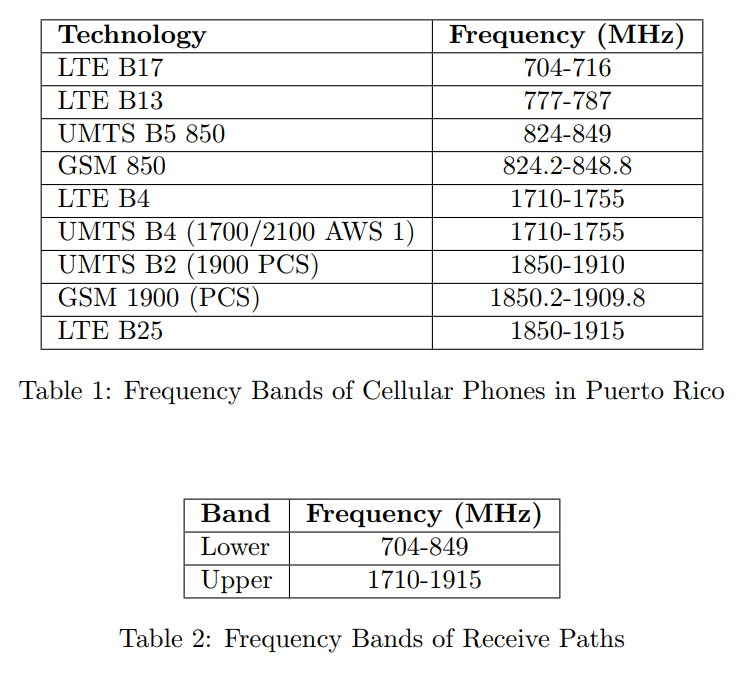 Technology Frequency (MHz)
LTE B17 704-716
LTE B13 777-787
UMTS B5 850 824-849
GSM 850 824.2-848.8
LTE B4 1710-1755
UMTS B4 (1700/2100 AWS 1) 1710-1755
UMTS B2 (1900 PCS) 1850-1910
GSM 1900 (PCS) 1850.2-1909.8
LTE B25 1850-1915
Table 1: Frequency Bands of Cellular Phones in Puerto Rico
Band Frequency (MHz)
Lower 704-849
Upper 1710-1915
Table 2: Frequency Bands of Receive Paths